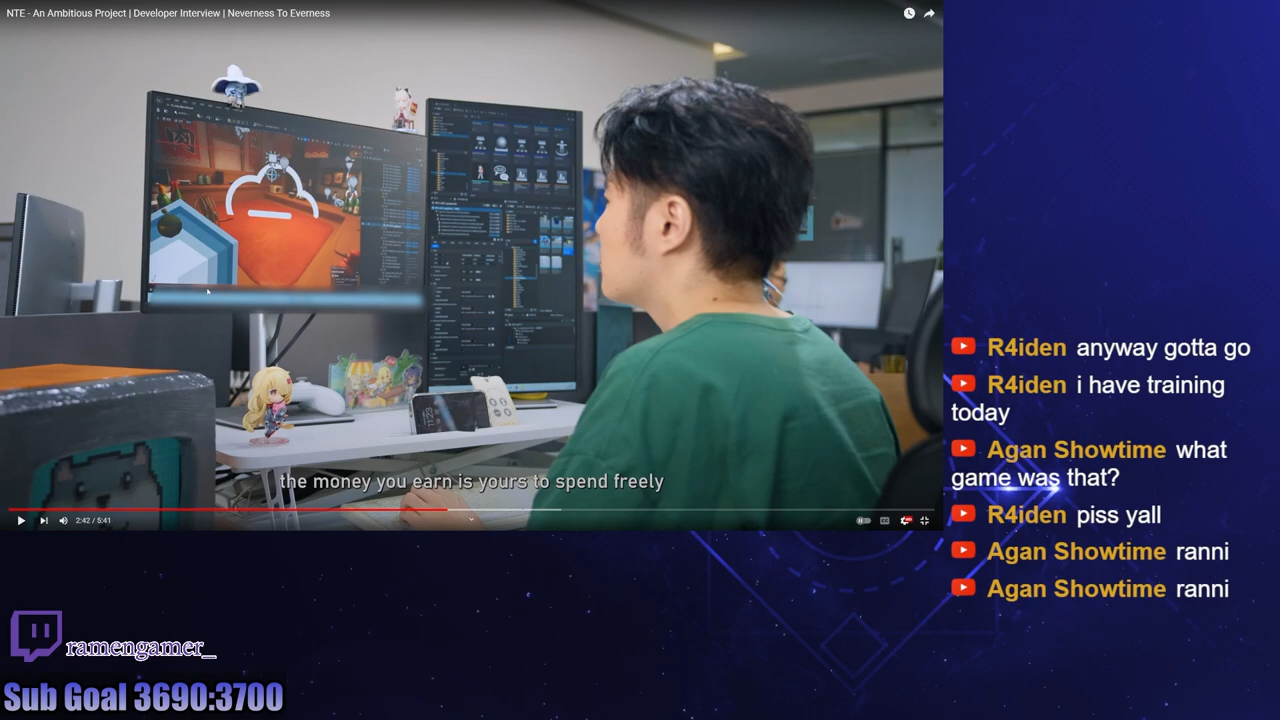 NTE - An Ambitious Project | Developer Interview | Neverness To Everness
the money you earn is yours to spend freely
2:42 / 5:41
R4iden anyway gotta go
R4iden i have training
today
Agan Showtime what
game was that?
R4iden piss yall
Agan Showtime ranni
Agan Showtime ranni
ramengamer_
Sub Goal 3690:3700